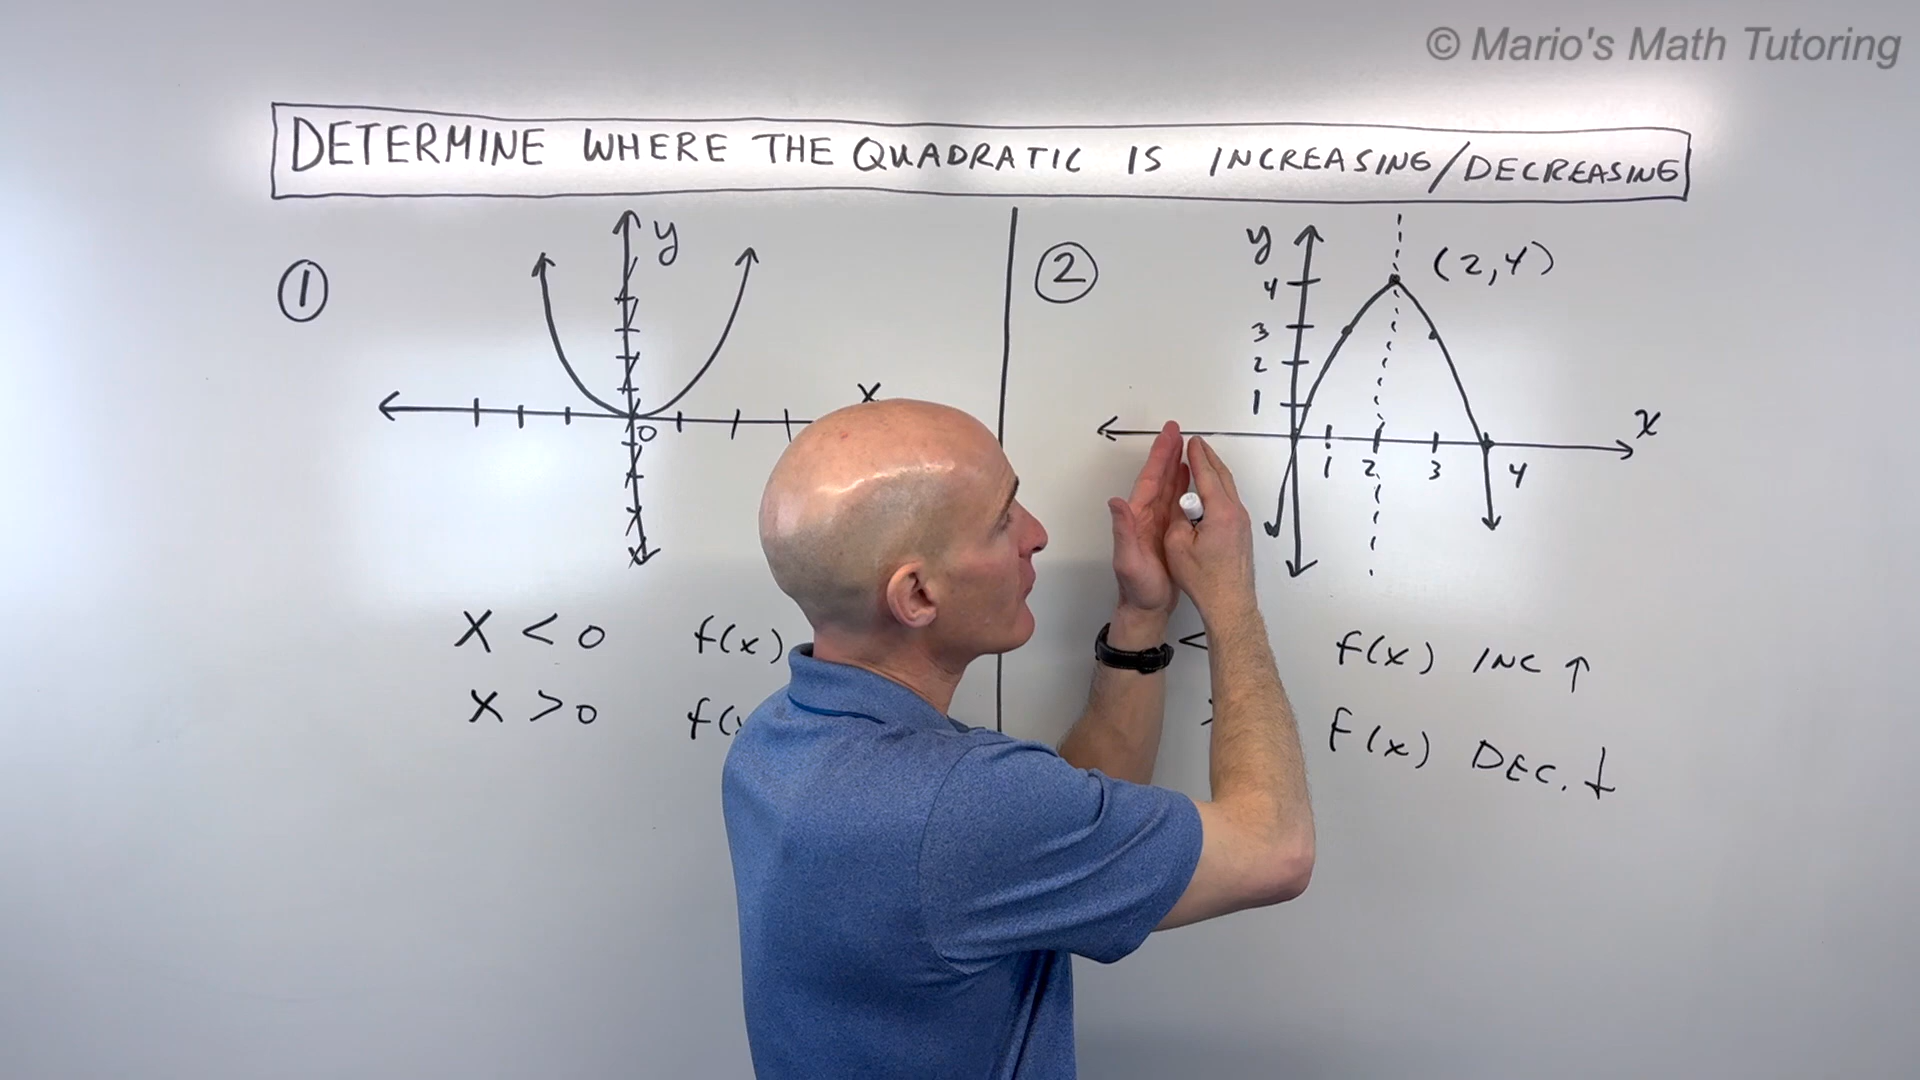 © Mario's Math Tutoring
DETERMINE WHERE THE QUADRATIC IS INCREASING/DECREASING
①
y
x
0
②
y
(2,4)
4
3
2
1
x
1 2 3 4
x < 0 f(x)
x > 0 f(x
< f(x) INC ↑
> f(x) DEC. ↓